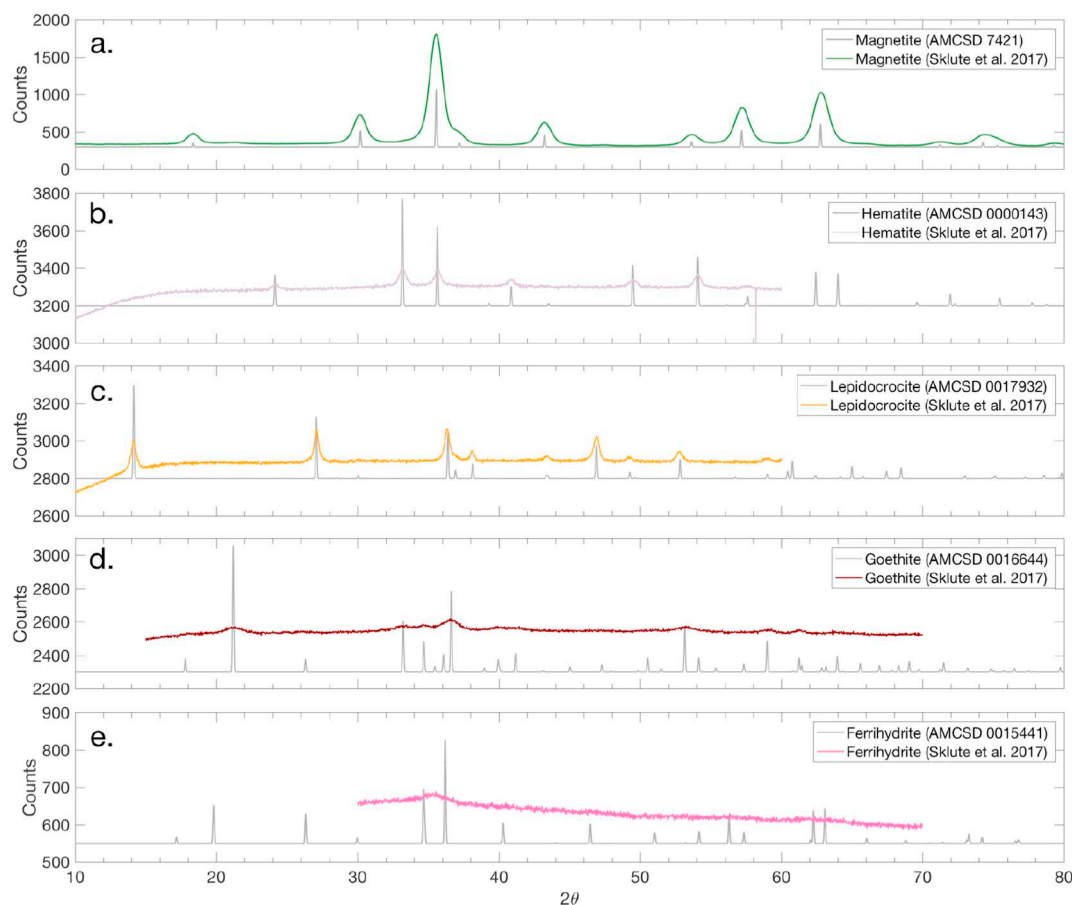 a.
2000
1500
1000
500
0
Counts
Magnetite (AMCSD 7421)
Magnetite (Sklute et al. 2017)
b.
3800
3600
3400
3200
3000
Counts
Hematite (AMCSD 0000143)
Hematite (Sklute et al. 2017)
c.
3400
3200
3000
2800
2600
Counts
Lepidocrocite (AMCSD 0017932)
Lepidocrocite (Sklute et al. 2017)
d.
3000
2800
2600
2400
2200
Counts
Goethite (AMCSD 0016644)
Goethite (Sklute et al. 2017)
e.
900
800
700
600
500
Counts
Ferrihydrite (AMCSD 0015441)
Ferrihydrite (Sklute et al. 2017)
10 20 30 40 50 60 70 80
2θ